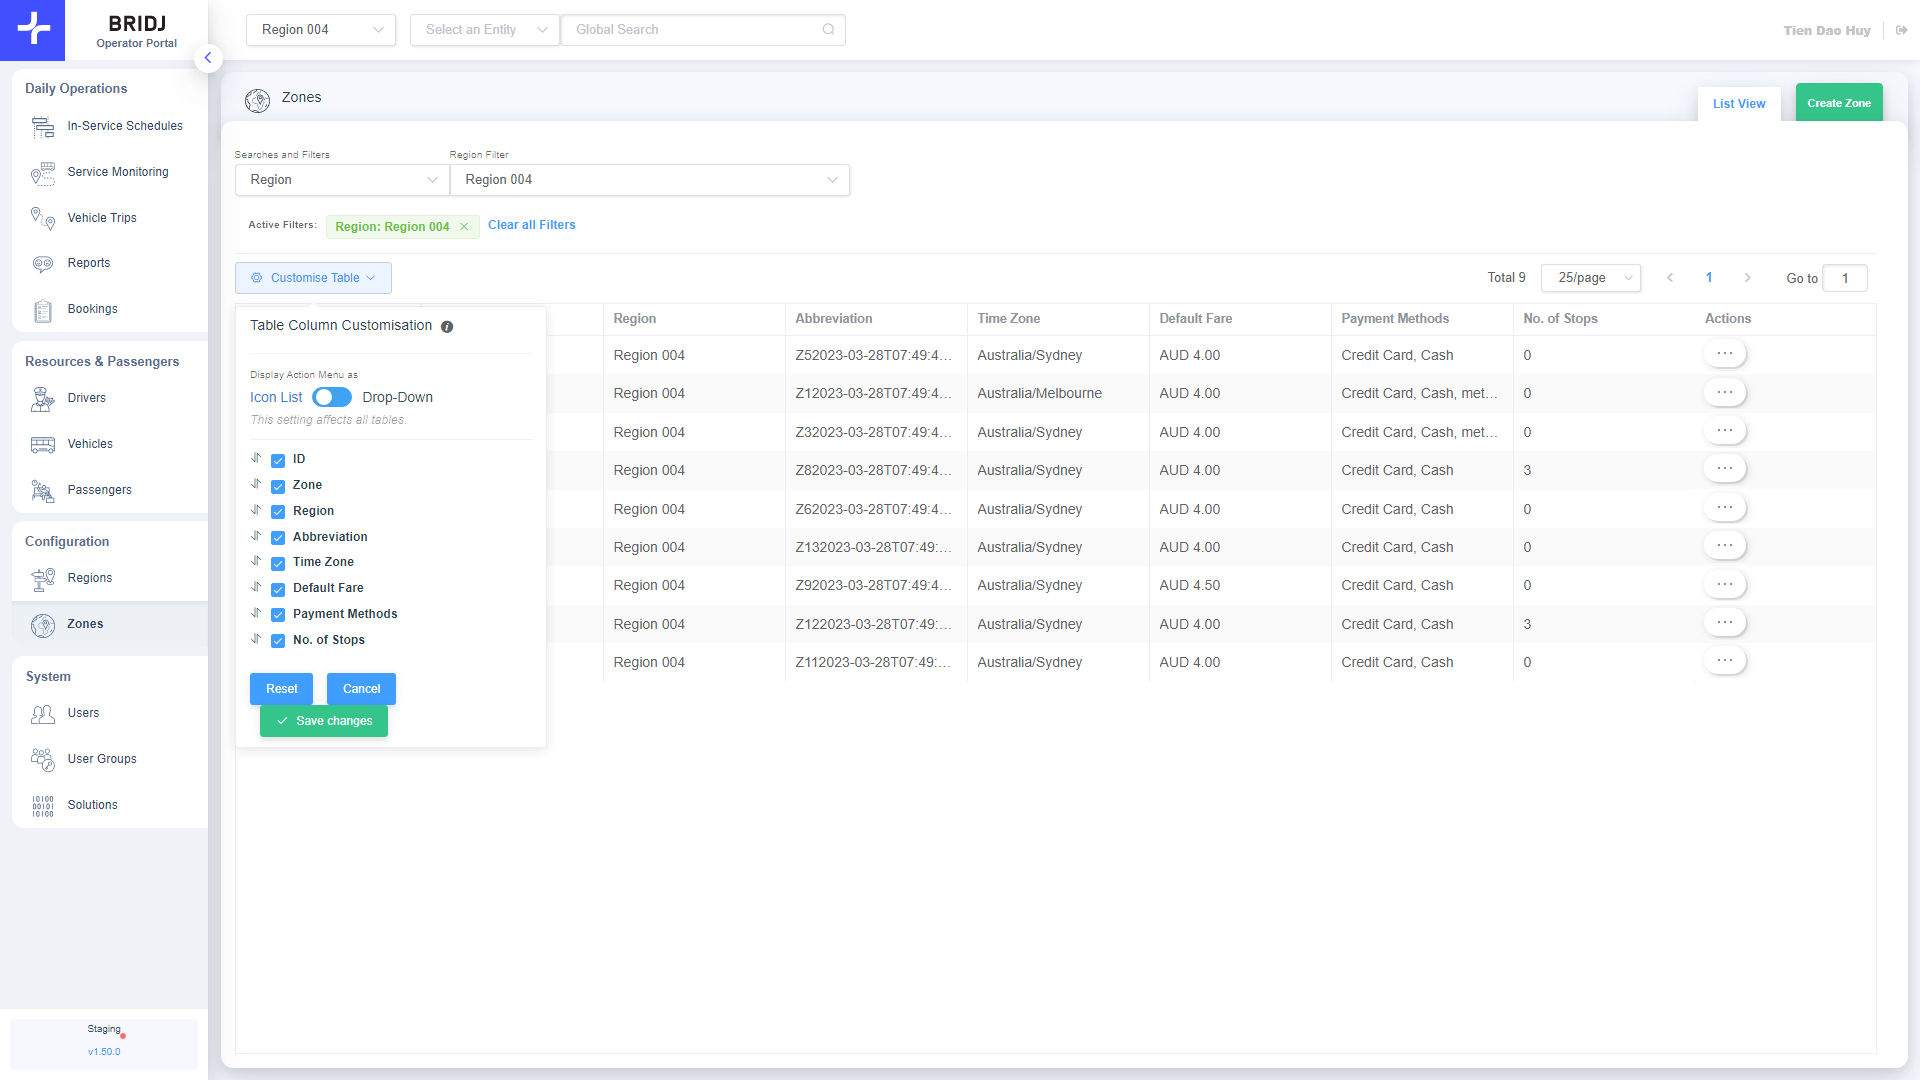 BRIDJ
Operator Portal
Region 004
Select an Entity
Global Search
Tien Dao Huy
Daily Operations
In-Service Schedules
Service Monitoring
Vehicle Trips
Reports
Bookings
Resources & Passengers
Drivers
Vehicles
Passengers
Configuration
Regions
Zones
System
Users
User Groups
10100
00101
10100
Solutions
Staging
v1.50.0
Zones
List View
Create Zone
Searches and Filters
Region Filter
Region
Region 004
Active Filters:
Region: Region 004
Clear all Filters
Customise Table
Total 9
25/page
1
Go to
1
Table Column Customisation
Display Action Menu as
Icon List
Drop-Down
This setting affects all tables.
ID
Zone
Region
Abbreviation
Time Zone
Default Fare
Payment Methods
No. of Stops
Reset
Cancel
Save changes
Region Abbreviation Time Zone Default Fare Payment Methods No. of Stops Actions
Region 004 Z52023-03-28T07:49:4... Australia/Sydney AUD 4.00 Credit Card, Cash 0
Region 004 Z12023-03-28T07:49:4... Australia/Melbourne AUD 4.00 Credit Card, Cash, met... 0
Region 004 Z32023-03-28T07:49:4... Australia/Sydney AUD 4.00 Credit Card, Cash, met... 0
Region 004 Z82023-03-28T07:49:4... Australia/Sydney AUD 4.00 Credit Card, Cash 3
Region 004 Z62023-03-28T07:49:4... Australia/Sydney AUD 4.00 Credit Card, Cash 0
Region 004 Z132023-03-28T07:49:... Australia/Sydney AUD 4.00 Credit Card, Cash 0
Region 004 Z92023-03-28T07:49:4... Australia/Sydney AUD 4.50 Credit Card, Cash 0
Region 004 Z122023-03-28T07:49:... Australia/Sydney AUD 4.00 Credit Card, Cash 3
Region 004 Z112023-03-28T07:49:... Australia/Sydney AUD 4.00 Credit Card, Cash 0